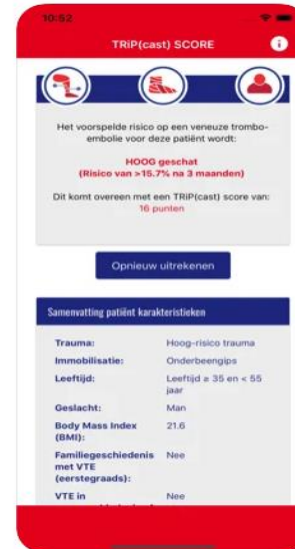 10:52
TRiP(cast) SCORE
i
Het voorspelde risico op een veneuze trombo-
embolie voor deze patiënt wordt:
HOOG geschat
(Risico van >15.7% na 3 maanden)
Dit komt overeen met een TRiP(cast) score van:
16 punten
Opnieuw uitrekenen
Samenvatting patiënt karakteristieken
Trauma: Hoog-risico trauma
Immobilisatie: Onderbeengips
Leeftijd: Leeftijd ≥ 35 en < 55
jaar
Geslacht: Man
Body Mass Index 21.6
(BMI):
Familiegeschiedenis Nee
met VTE
(eerstegraads):
VTE in Nee